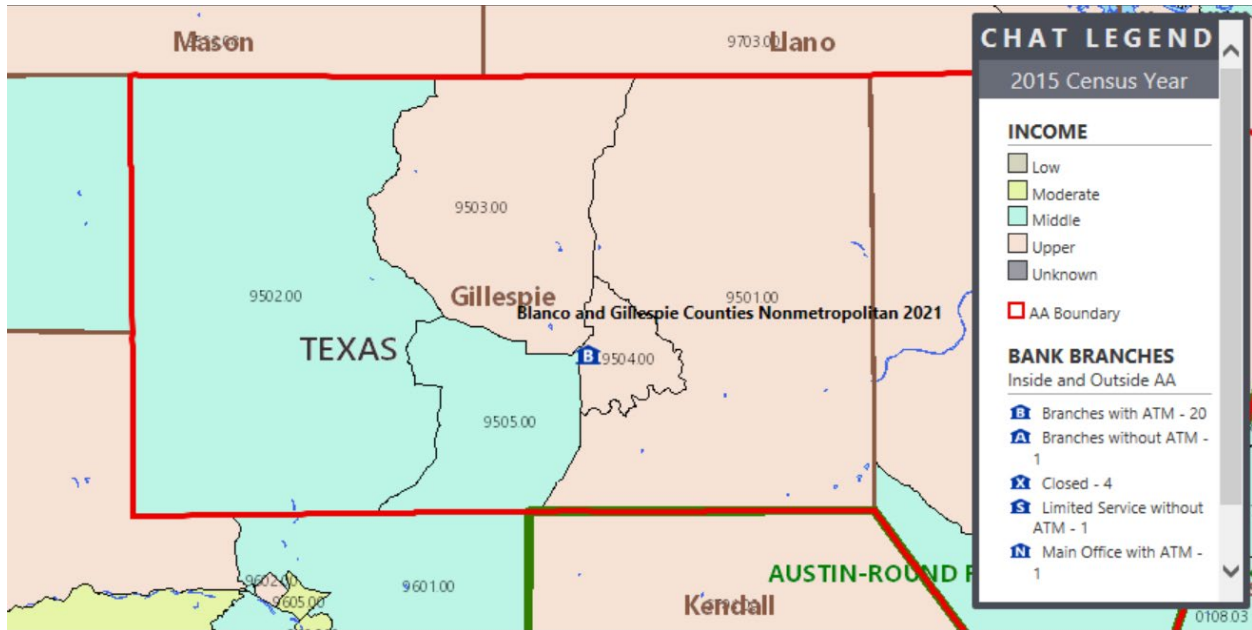 Mason
9703.00
Llano
9503.00
9502.00
Gillespie
9501.00
Blanco and Gillespie Counties Nonmetropolitan 2021
TEXAS
B
9504.00
9505.00
9602.00
9601.00
9605.00
AUSTIN-ROUND
Kendall
0108.03
CHAT LEGEND
2015 Census Year
INCOME
Low
Moderate
Middle
Upper
Unknown
AA Boundary
BANK BRANCHES
Inside and Outside AA
B Branches with ATM - 20
A Branches without ATM -
1
X Closed - 4
S Limited Service without
ATM - 1
N Main Office with ATM -
1